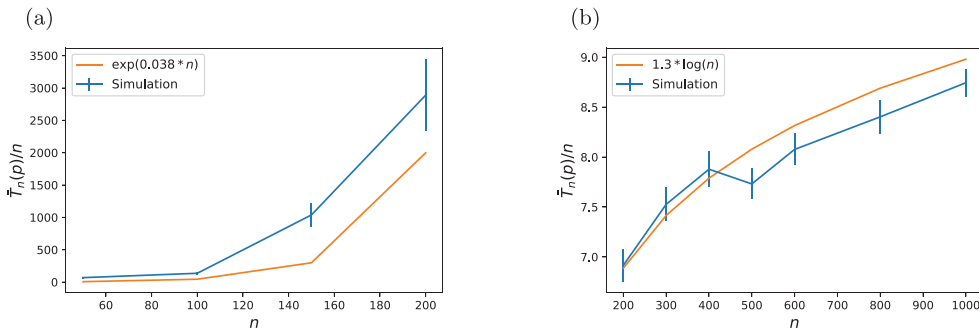 (a)
exp(0.038 * n)
Simulation
3500
3000
2500
2000
1500
1000
500
0
T̄ₙ(p)/n
60 80 100 120 140 160 180 200
n
(b)
1.3 * log(n)
Simulation
9.0
8.5
8.0
7.5
7.0
T̄ₙ(p)/n
200 300 400 500 600 700 800 900 1000
n